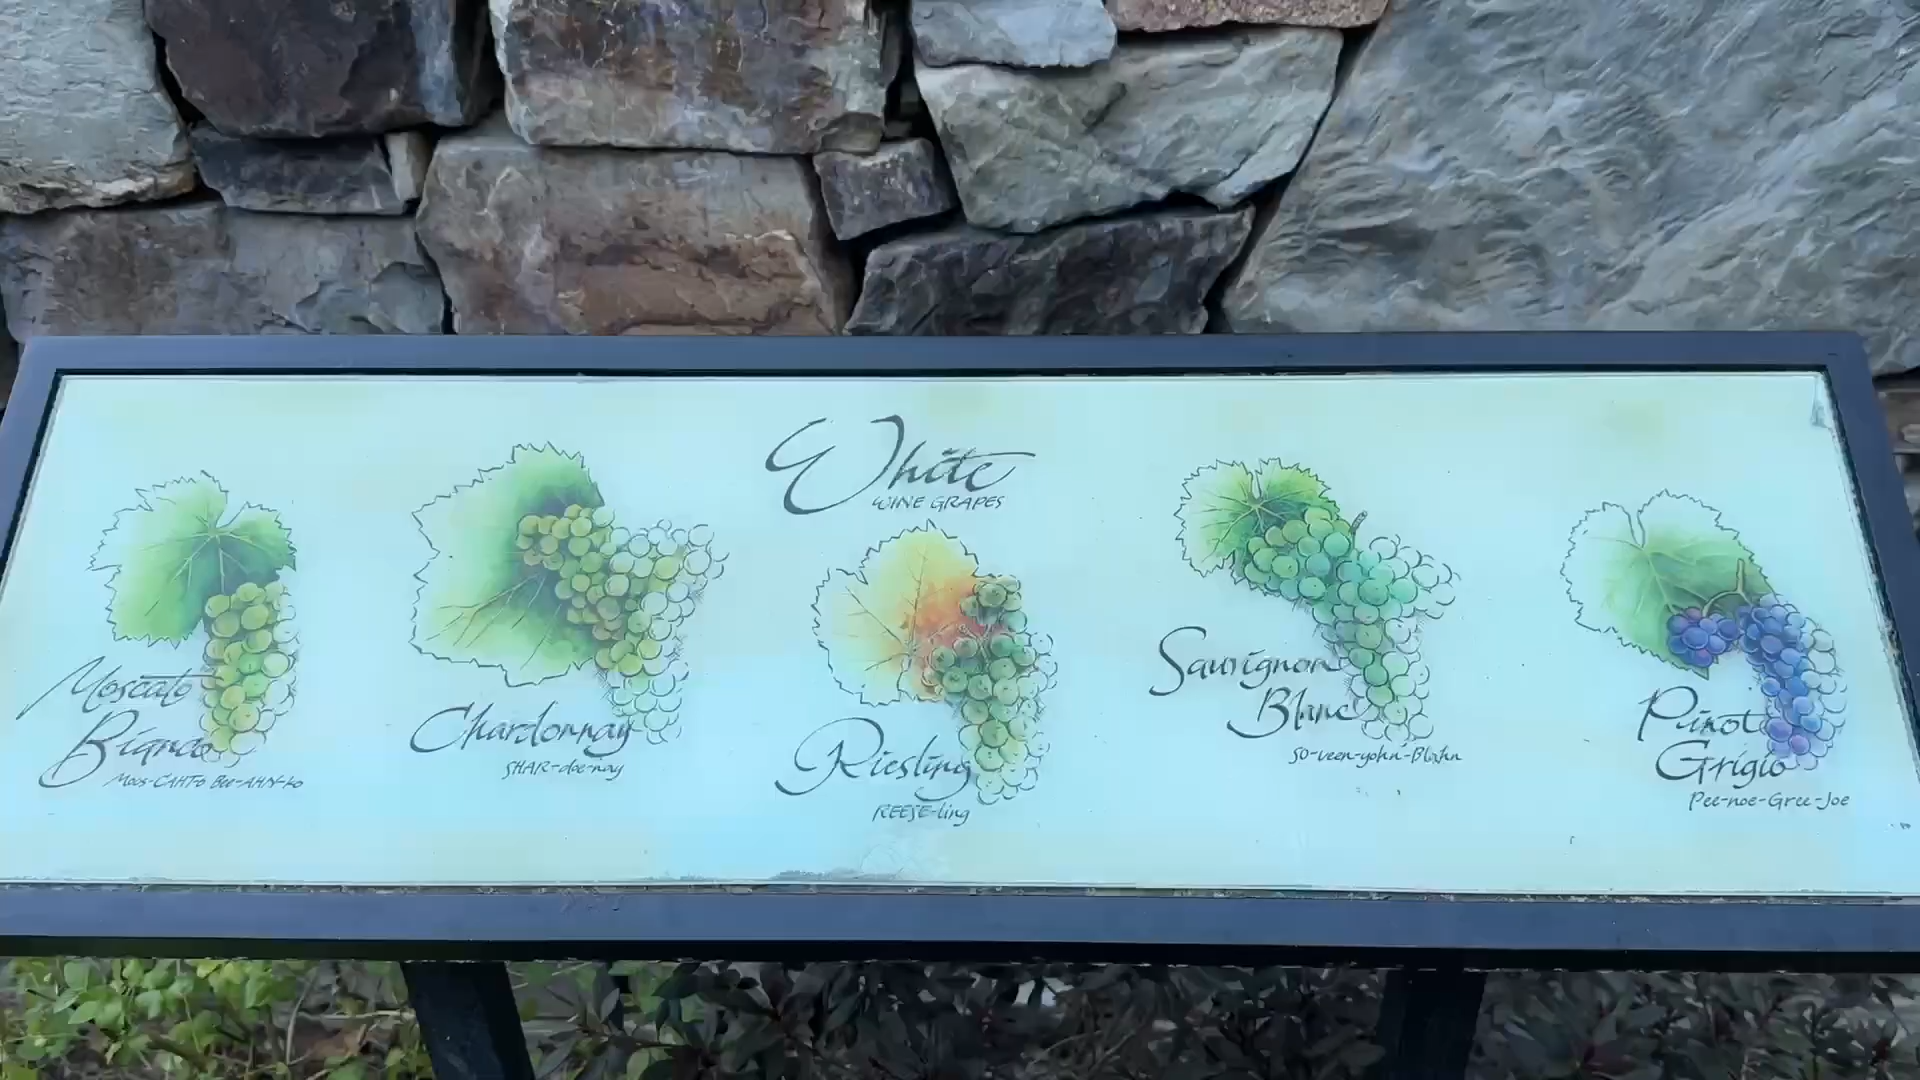 White
WINE GRAPES
Moscato
Bianco
Moos-CAHT-o Bee-AHN-ko
Chardonnay
SHAR-doe-nay
Riesling
REESE-ling
Sauvignon
Blanc
SO-veen-yohn-Blahn
Pinot
Grigio
Pee-noe-Gree-Joe